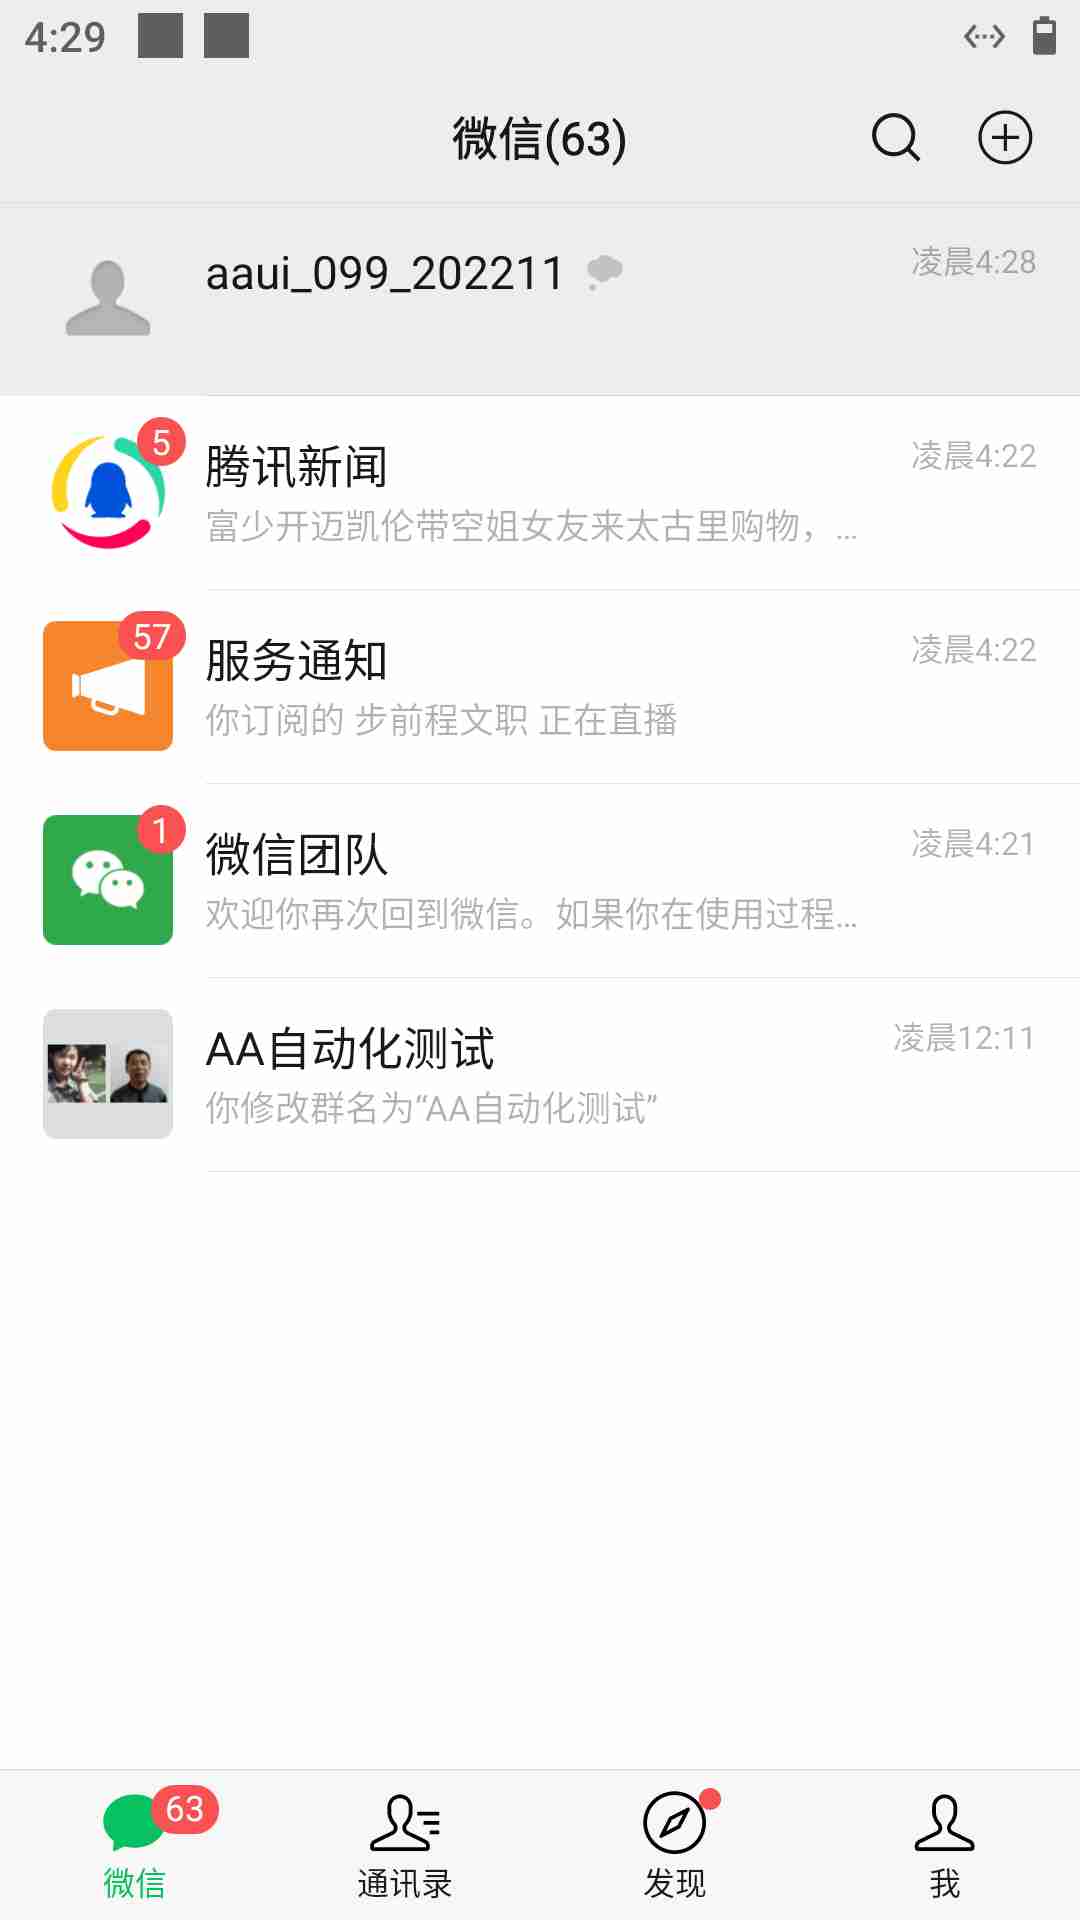 4:29
微信(63)
aaui_099_202211
凌晨4:28
5
腾讯新闻
凌晨4:22
富少开迈凯伦带空姐女友来太古里购物，...
57
服务通知
凌晨4:22
你订阅的 步前程文职 正在直播
1
微信团队
凌晨4:21
欢迎你再次回到微信。如果你在使用过程...
AA自动化测试
凌晨12:11
你修改群名为“AA自动化测试”
63
微信
通讯录
发现
我